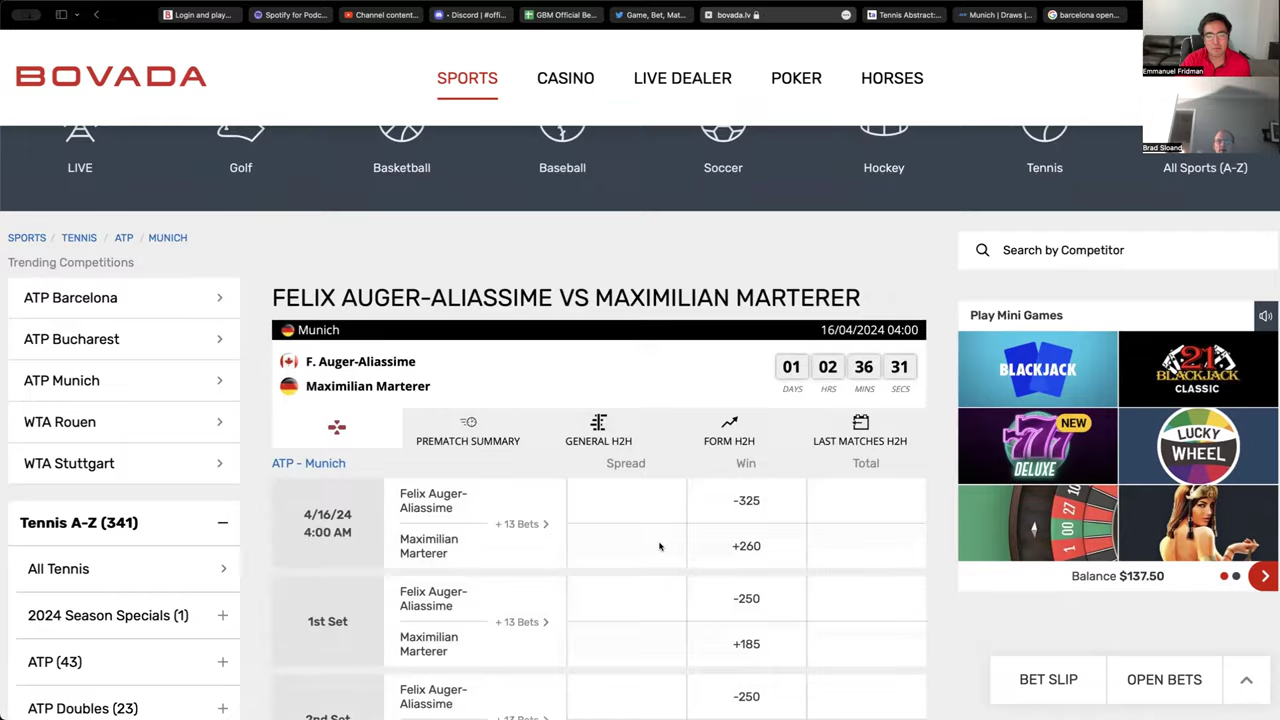 Login and play...
Spotify for Podc...
Channel content...
- Discord | #offi...
GBM Official Be...
Game, Bet, Mat...
bovada.lv
Tennis Abstract:...
Munich | Draws |...
barcelona open...
BOVADA
SPORTS
CASINO
LIVE DEALER
POKER
HORSES
Emmanuel Fridman
Brad Sloand
LIVE
Golf
Basketball
Baseball
Soccer
Hockey
Tennis
All Sports (A-Z)
SPORTS / TENNIS / ATP / MUNICH
Trending Competitions
ATP Barcelona
ATP Bucharest
ATP Munich
WTA Rouen
WTA Stuttgart
Tennis A-Z (341)
All Tennis
2024 Season Specials (1)
ATP (43)
ATP Doubles (23)
FELIX AUGER-ALIASSIME VS MAXIMILIAN MARTERER
Munich
16/04/2024 04:00
F. Auger-Aliassime
Maximilian Marterer
01 02 36 31
DAYS HRS MINS SECS
PREMATCH SUMMARY
GENERAL H2H
FORM H2H
LAST MATCHES H2H
ATP - Munich
Spread
Win
Total
4/16/24
4:00 AM
Felix Auger-
Aliassime
+ 13 Bets
Maximilian
Marterer
-325
+260
1st Set
Felix Auger-
Aliassime
+ 13 Bets
Maximilian
Marterer
-250
+185
2nd Set
Felix Auger-
Aliassime
+ 13 Bets
-250
Search by Competitor
Play Mini Games
BLACKJACK
21
BLACKJACK
CLASSIC
NEW
777
DELUXE
LUCKY
WHEEL
Balance $137.50
BET SLIP
OPEN BETS